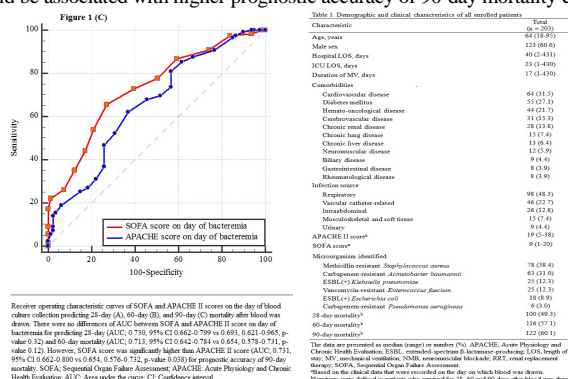 d be associated with higher prognostic accuracy of 90-day mortality
Figure 1 (C)
100
80
60
40
20
0
Sensitivity
SOFA score on day of bacteremia
APACHE score on day of bacteremia
0 20 40 60 80 100
100-Specificity
Receiver operating characteristic curves of SOFA and APACHE II scores on the day of blood
culture collection predicting 28-day (A), 60-day (B), and 90-day (C) mortality after blood was
drawn. There were no differences of AUC between SOFA and APACHE II score on day of
bacteremia for predicting 28-day (AUC; 0.730, 95% CI 0.662-0.799 vs 0.693, 0.621-0.965, p-
value 0.32) and 60-day mortality (AUC; 0.713, 95% CI 0.642-0.784 vs 0.654, 0.578-0.731, p-
value 0.12). However, SOFA score was significantly higher than APACHE II score (AUC; 0.731,
95% CI 0.662-0.800 vs 0.654, 0.576-0.732, p-value 0.038) for prognostic accuracy of 90-day
mortality. SOFA; Sequential Organ Failure Assessment; APACHE: Acute Physiology and Chronic
Health Evaluation; AUC; Area under the curve; CI; Confidence interval
Table 1. Demographic and clinical characteristics of all enrolled patients
Characteristic Total
(n = 203)
Age, years 64 (18-95)
Male sex 123 (60.6)
Hospital LOS, days 40 (2-431)
ICU LOS, days 23 (1-430)
Duration of MV, days 17 (1-430)
Comorbidities
Cardiovascular disease 64 (31.5)
Diabetes mellitus 55 (27.1)
Hemato-oncological disease 44 (21.7)
Cerebrovascular disease 31 (15.3)
Chronic renal disease 28 (13.8)
Chronic lung disease 15 (7.4)
Chronic liver disease 13 (6.4)
Neuromuscular disease 12 (5.9)
Biliary disease 9 (4.4)
Gastrointestinal disease 8 (3.9)
Rheumatological disease 8 (3.9)
Infection source
Respiratory 98 (48.3)
Vascular catheter-related 46 (22.7)
Intraabdominal 26 (12.8)
Musculoskeletal and soft tissue 15 (7.4)
Urinary 9 (4.4)
APACHE II scoreª 19 (5-38)
SOFA scoreª 9 (1-20)
Microorganism identified
Methicillin-resistant Staphylococcus aureus 78 (38.4)
Carbapenem-resistant Acinetobacter baumannii 63 (31.0)
ESBL(+) Klebsiella pneumoniae 25 (12.3)
Vancomycin-resistant Enterococcus faecium 25 (12.3)
ESBL(+) Escherichia coli 18 (8.9)
Carbapenem-resistant Pseudomonas aeruginosa 6 (3.0)
28-day mortalityᵇ 100 (49.3)
60-day mortalityᵇ 116 (57.1)
90-day mortalityᵇ 122 (60.1)
The data are presented as median (range) or number (%). APACHE, Acute Physiology and
Chronic Health Evaluation; ESBL, extended-spectrum β-lactamase-producing; LOS, length of
stay; MV, mechanical ventilation; NMB, neuromuscular blockade; RRT, renal replacement
therapy; SOFA, Sequential Organ Failure Assessment.
ªBased on the clinical data that were recorded on the day on which blood was drawn.